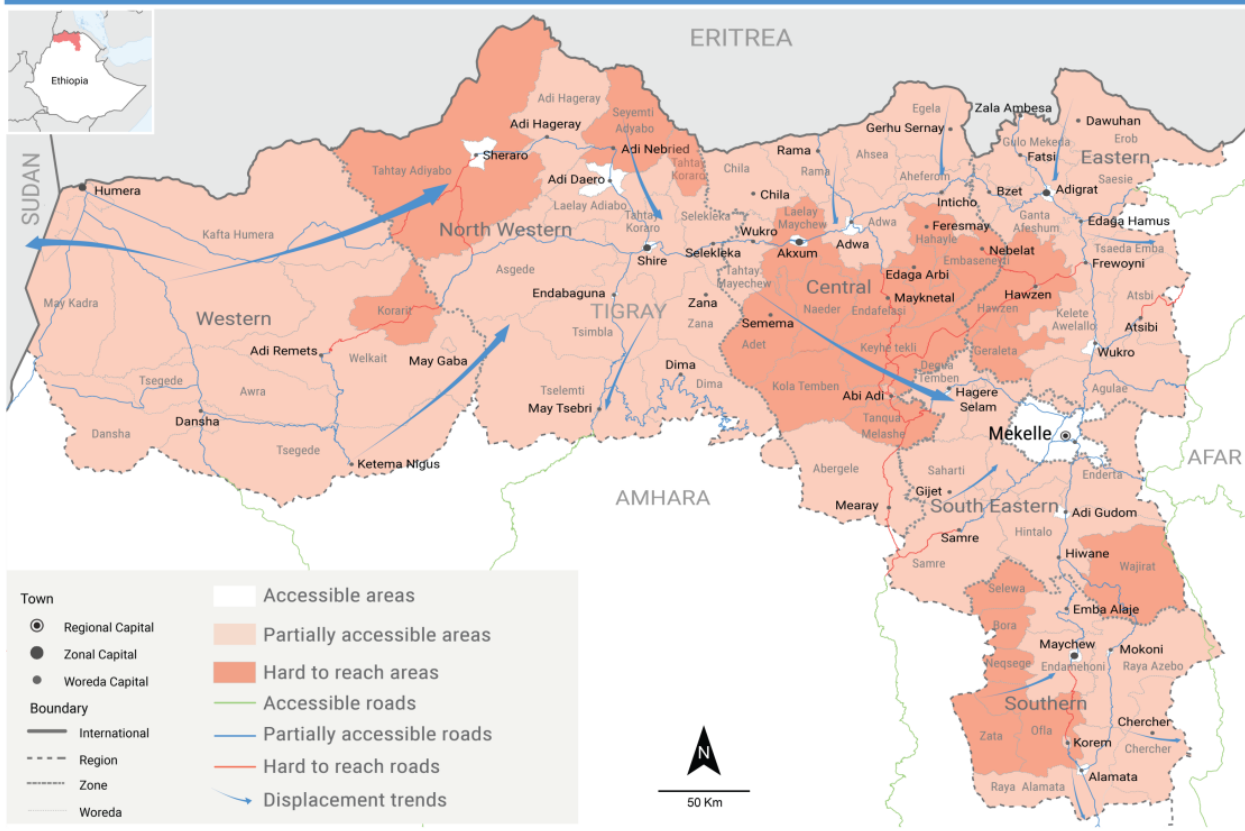 ERITREA
Ethiopia
SUDAN
Humera
Adi Hageray
Adi Hageray
Seyemti
Adyabo
Adi Nebried
Sheraro
Tahtay Adiyabo
Tahtay
Koraro
Adi Daero
Laelay Adiabo
Kafta Humera
North Western
Tahtay
Koraro
Selekleka
Shire
Selekleka
Egela
Zala Ambesa
Dawuhan
Gerhu Sernay
Gulo Mekeda
Erob
Rama
Ahsea
Fatsi
Eastern
Chila
Rama
Aheferom
Saesie
Chila
Inticho
Bzet
Adigrat
Laelay
Maychew
Adwa
Feresmay
Ganta
Afeshum
Edaga Hamus
Wukro
Akxum
Adwa
Hahayle
Nebelat
Tsaeda Emba
Embaseneyti
Frewoyni
Tahtay
Mayechew
Central
Edaga Arbi
Mayknetal
Hawzen
Hawzen
Atsbi
Naeder
Endafelasi
Kelete
Awelallo
Atsibi
May Kadra
Western
Korarit
Asgede
Endabaguna
TIGRAY
Zana
Zana
Semema
Adet
Keyhe tekli
Geraleta
Wukro
Tsimbla
Adi Remets
Welkait
May Gaba
Dima
Dima
Degua
Temben
Agulae
Tsegede
Awra
Tselemti
Kola Temben
Abi Adi
Hagere
Selam
Dansha
May Tsebri
Tanqua
Melashe
Mekelle
Dansha
Tsegede
Ketema Nigus
Abergele
Saharti
Enderta
AFAR
AMHARA
Gijet
Mearay
South Eastern
Adi Gudom
Samre
Hintalo
Samre
Hiwane
Wajirat
Selewa
Emba Alaje
Bora
Maychew
Mokoni
Neqsege
Endamehoni
Raya Azebo
Southern
Zata
Ofla
Chercher
Korem
Chercher
Alamata
Raya Alamata
Town
Regional Capital
Zonal Capital
Woreda Capital
Boundary
International
Region
Zone
Woreda
Accessible areas
Partially accessible areas
Hard to reach areas
Accessible roads
Partially accessible roads
Hard to reach roads
Displacement trends
N
50 Km